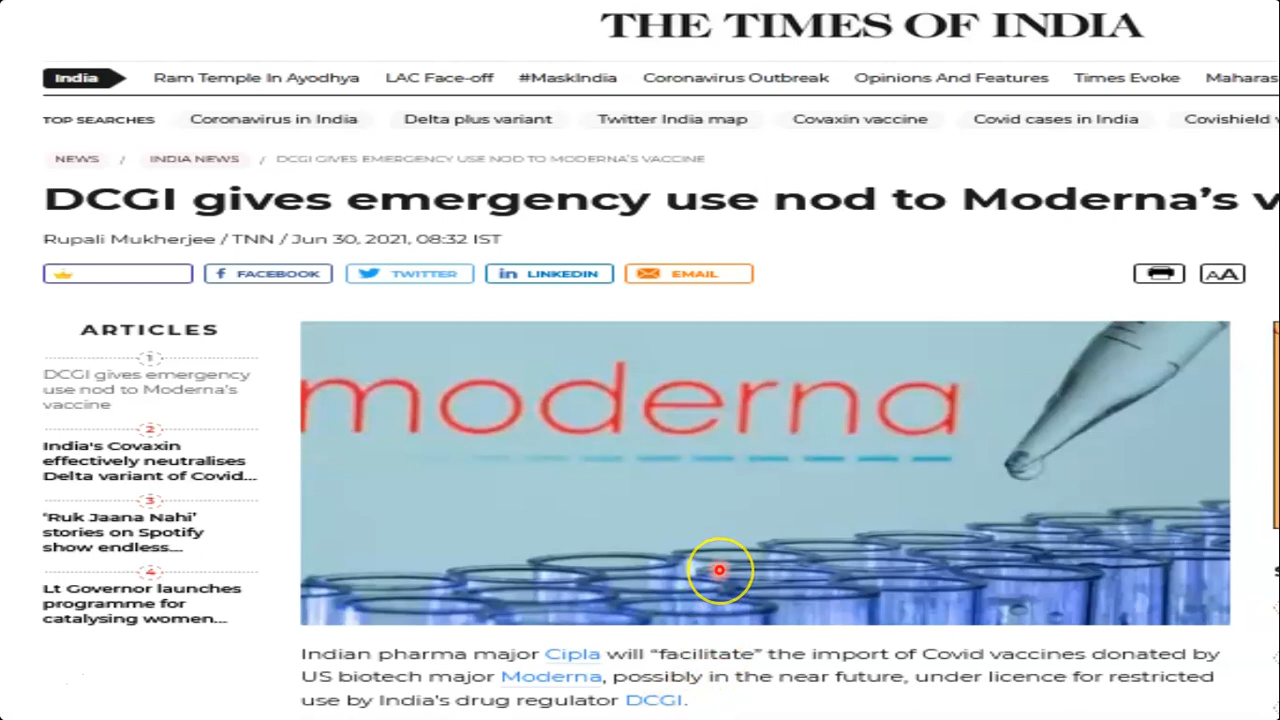 THE TIMES OF INDIA
India Ram Temple In Ayodhya LAC Face-off #MaskIndia Coronavirus Outbreak Opinions And Features Times Evoke Maharas
TOP SEARCHES Coronavirus in India Delta plus variant Twitter India map Covaxin vaccine Covid cases in India Covishield
NEWS / INDIA NEWS / DCGI GIVES EMERGENCY USE NOD TO MODERNA'S VACCINE
DCGI gives emergency use nod to Moderna's v
Rupali Mukherjee / TNN / Jun 30, 2021, 08:32 IST
f FACEBOOK TWITTER in LINKEDIN EMAIL AA
ARTICLES
1
DCGI gives emergency
use nod to Moderna's
vaccine
2
India's Covaxin
effectively neutralises
Delta variant of Covid...
3
'Ruk Jaana Nahi'
stories on Spotify
show endless...
4
Lt Governor launches
programme for
catalysing women...
moderna
Indian pharma major Cipla will “facilitate” the import of Covid vaccines donated by
US biotech major Moderna, possibly in the near future, under licence for restricted
use by India's drug regulator DCGI.